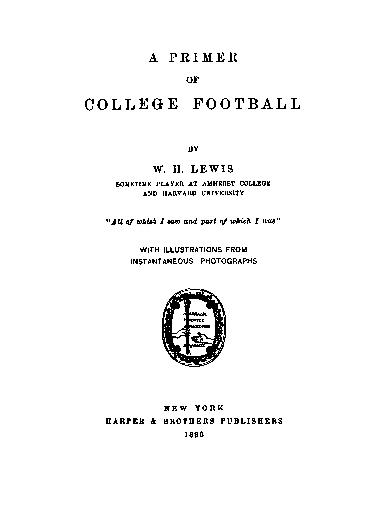 A PRIMER
OF
COLLEGE FOOTBALL
BY
W. H. LEWIS
SOMETIME PLAYER AT AMHERST COLLEGE
AND HARVARD UNIVERSITY
"All of which I saw and part of which I was"
WITH ILLUSTRATIONS FROM
INSTANTANEOUS PHOTOGRAPHS
NEW YORK
HARPER & BROTHERS PUBLISHERS
1896